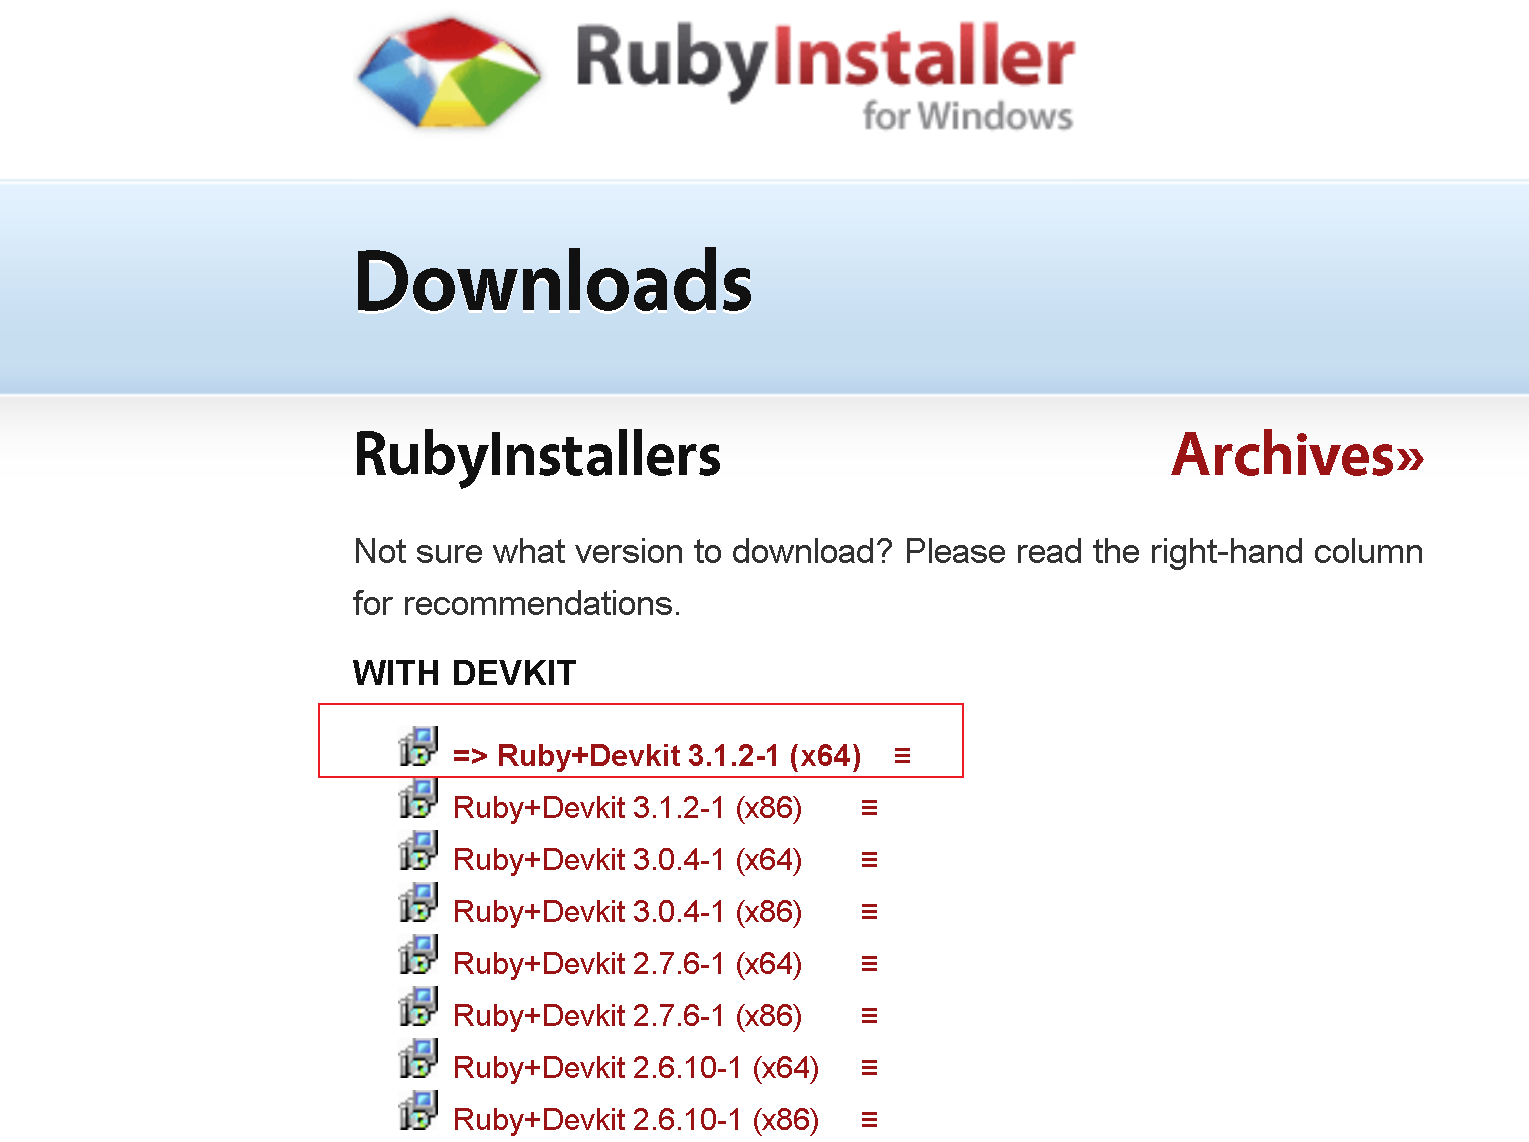 RubyInstaller
for Windows
Downloads
RubyInstallers
Archives»
Not sure what version to download? Please read the right-hand column
for recommendations.
WITH DEVKIT
=> Ruby+Devkit 3.1.2-1 (x64) ≡
Ruby+Devkit 3.1.2-1 (x86) ≡
Ruby+Devkit 3.0.4-1 (x64) ≡
Ruby+Devkit 3.0.4-1 (x86) ≡
Ruby+Devkit 2.7.6-1 (x64) ≡
Ruby+Devkit 2.7.6-1 (x86) ≡
Ruby+Devkit 2.6.10-1 (x64) ≡
Ruby+Devkit 2.6.10-1 (x86) ≡